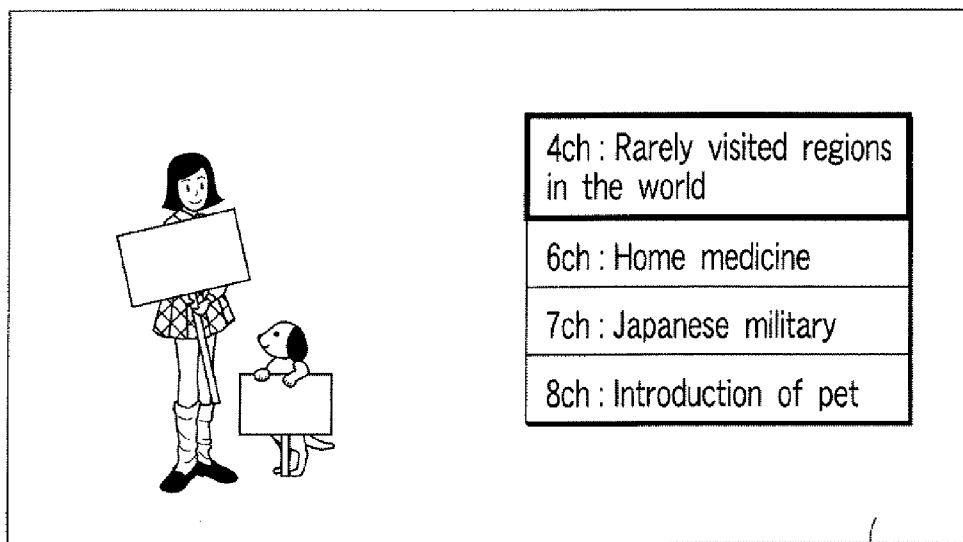 4ch : Rarely visited regions
in the world
6ch : Home medicine
7ch : Japanese military
8ch : Introduction of pet